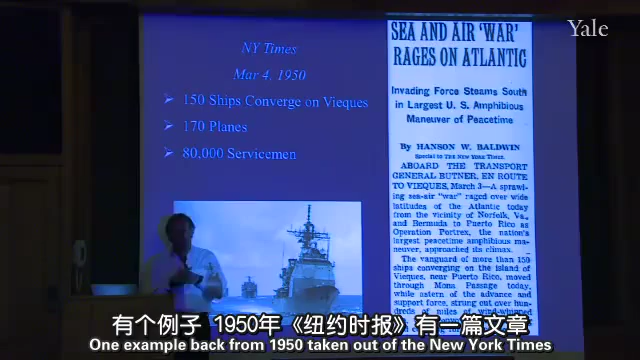 NY Times
Mar 4, 1950
➢ 150 Ships Converge on Vieques
➢ 170 Planes
➢ 80,000 Servicemen
SEA AND AIR 'WAR'
RAGES ON ATLANTIC
Invading Force Steams South
in Largest U. S. Amphibious
Maneuver of Peacetime
By HANSON W. BALDWIN
Special to THE NEW YORK TIMES.
ABOARD THE TRANSPORT
GENERAL BUTNER, EN ROUTE
TO VIEQUES, March 3—A sprawl-
ing sea-air "war" raged over wide
latitudes of the Atlantic today
from the vicinity of Norfolk, Va.,
and Bermuda to Puerto Rico as
Operation Portrex, the nation's
largest peacetime amphibious ma-
neuver, approached its climax.
The vanguard of more than 150
ships converging on the island of
Vieques, near Puerto Rico, moved
through Mona Passage today,
while astern of the advance and
support force, strung out over hun-
dreds of miles of
Yale
有个例子 1950年《纽约时报》有一篇文章
One example back from 1950 taken out of the New York Times